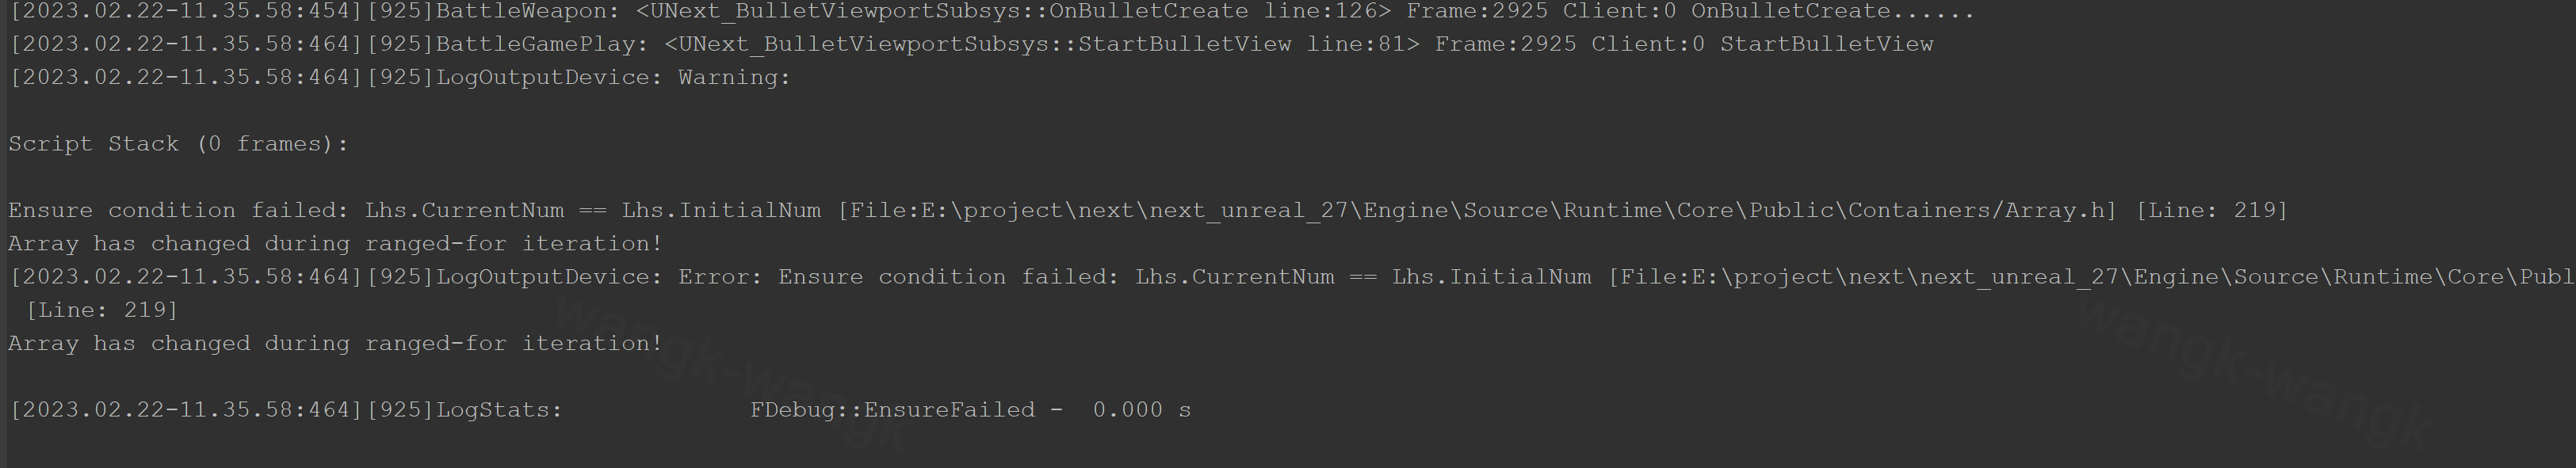 [2023.02.22-11.35.58:454][925]BattleWeapon: <UNext_BulletViewportSubsys::OnBulletCreate line:126> Frame:2925 Client:0 OnBulletCreate......
[2023.02.22-11.35.58:464][925]BattleGamePlay: <UNext_BulletViewportSubsys::StartBulletView line:81> Frame:2925 Client:0 StartBulletView
[2023.02.22-11.35.58:464][925]LogOutputDevice: Warning:
Script Stack (0 frames):
Ensure condition failed: Lhs.CurrentNum == Lhs.InitialNum [File:E:\project\next\next_unreal_27\Engine\Source\Runtime\Core\Public\Containers/Array.h] [Line: 219]
Array has changed during ranged-for iteration!
[2023.02.22-11.35.58:464][925]LogOutputDevice: Error: Ensure condition failed: Lhs.CurrentNum == Lhs.InitialNum [File:E:\project\next\next_unreal_27\Engine\Source\Runtime\Core\Publ
[Line: 219]
Array has changed during ranged-for iteration!
[2023.02.22-11.35.58:464][925]LogStats: FDebug::EnsureFailed - 0.000 s
wangk-wangk
wangk-wangk